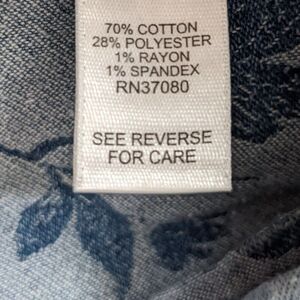 70% COTTON
28% POLYESTER
1% RAYON
1% SPANDEX
RN37080
SEE REVERSE
FOR CARE